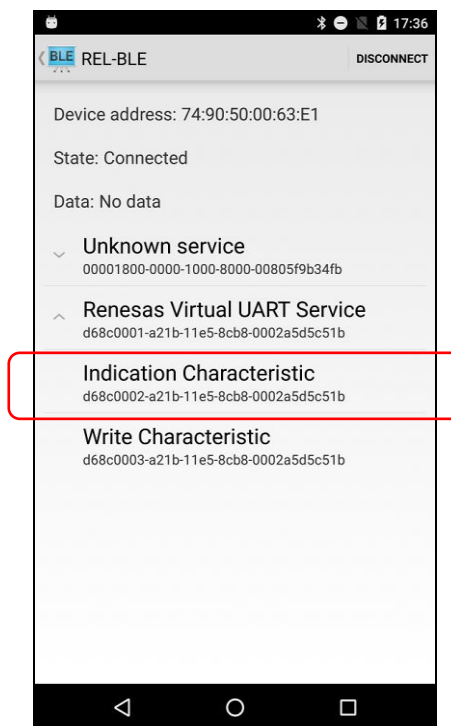 17:36
BLE REL-BLE DISCONNECT
Device address: 74:90:50:00:63:E1
State: Connected
Data: No data
Unknown service
00001800-0000-1000-8000-00805f9b34fb
Renesas Virtual UART Service
d68c0001-a21b-11e5-8cb8-0002a5d5c51b
Indication Characteristic
d68c0002-a21b-11e5-8cb8-0002a5d5c51b
Write Characteristic
d68c0003-a21b-11e5-8cb8-0002a5d5c51b